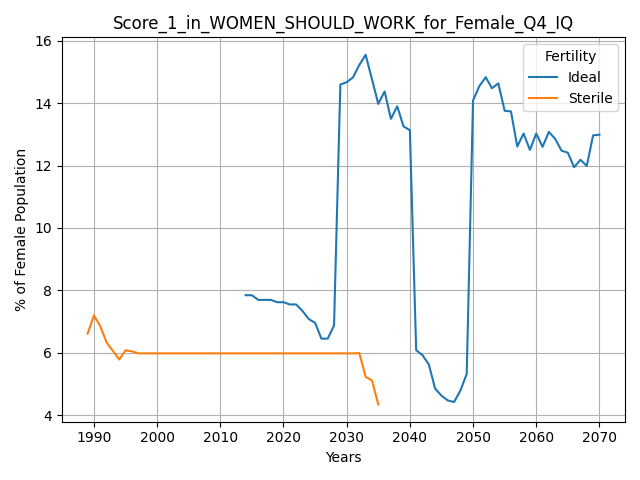 Score_1_in_WOMEN_SHOULD_WORK_for_Female_Q4_IQ
Fertility
Ideal
Sterile
% of Female Population
16
14
12
10
8
6
4
1990 2000 2010 2020 2030 2040 2050 2060 2070
Years